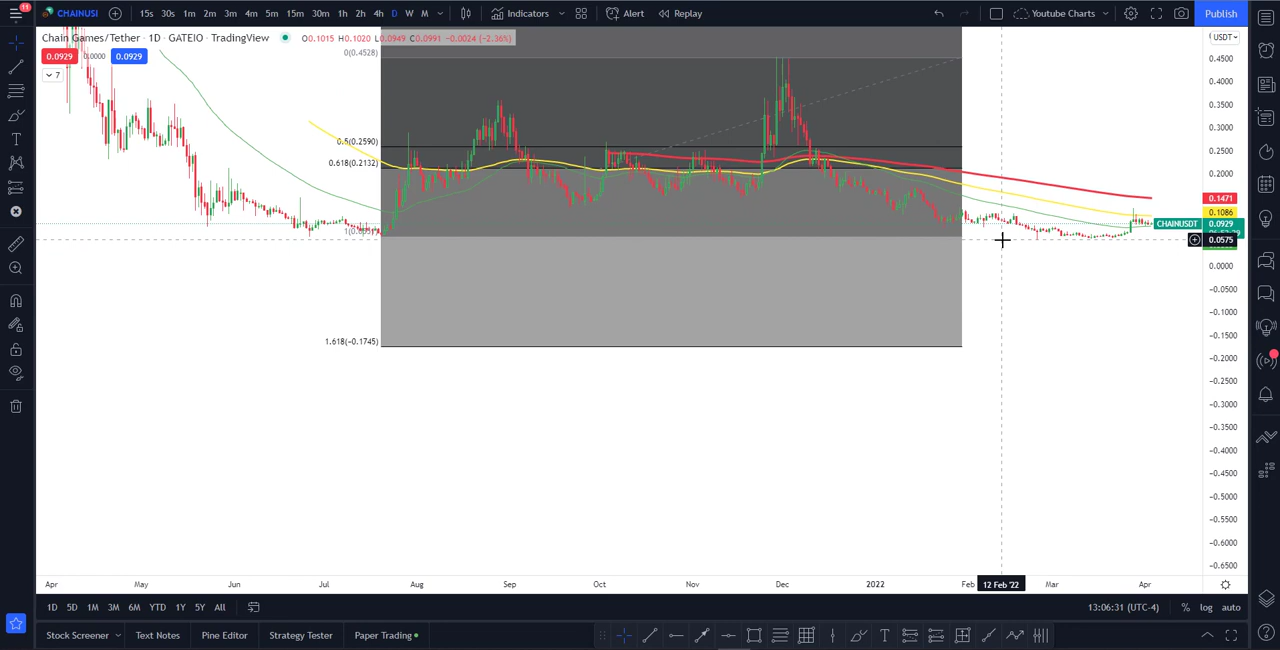 11
CHAINUSI
15s 30s 1m 2m 3m 4m 5m 15m 30m 1h 2h 4h D W M
Indicators
Alert
Replay
Youtube Charts
Publish
Chain Games/Tether · 1D · GATEIO · TradingView
O0.1015 H0.1020 L0.0949 C0.0991 −0.0024 (−2.36%)
0.0929
0.0000
0.0929
7
USDT
0(0.4528)
0.5(0.2590)
0.618(0.2132)
1.618(−0.1745)
0.4500
0.4000
0.3500
0.3000
0.2500
0.2000
0.1471
0.1086
CHAINUSDT 0.0929
0.0575
0.0000
−0.0500
−0.1000
−0.1500
−0.2000
−0.2500
−0.3000
−0.3500
−0.4000
−0.4500
−0.5000
−0.5500
−0.6000
−0.6500
Apr May Jun Jul Aug Sep Oct Nov Dec 2022 Feb 12 Feb '22 Mar Apr
1D 5D 1M 3M 6M YTD 1Y 5Y All
13:06:31 (UTC-4) % log auto
Stock Screener Text Notes Pine Editor Strategy Tester Paper Trading